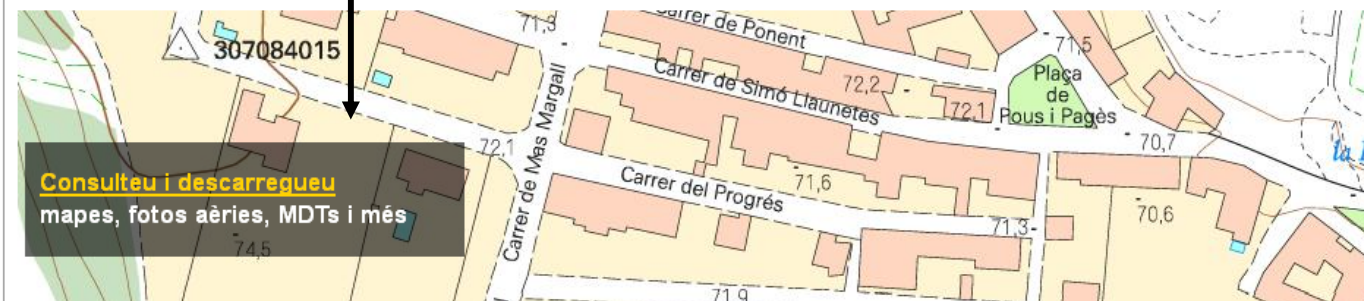 Carrer de Ponent
71,3
307084015
71,5
Plaça
de
Pous i Pagès
Carrer de Simó Llaunetes
72,2
72,1
70,7
Carrer de Mas Margall
72,1
Consulteu i descarregueu
mapes, fotos aèries, MDTs i més
Carrer del Progrés
71,6
71,3
70,6
74,5
71,9
la